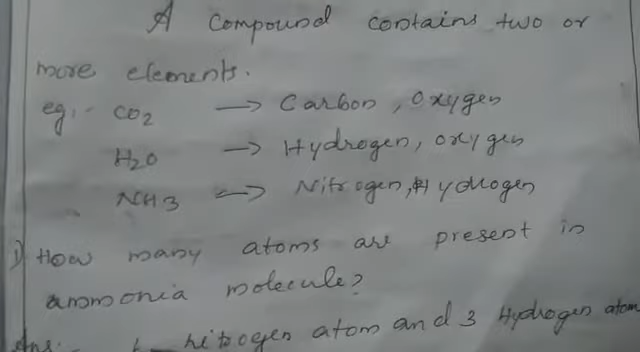 A Compound contains two or
more elements.
eg:- CO2 → Carbon, Oxygen
H2O → Hydrogen, oxygen
NH3 → Nitrogen, Hydrogen
1) How many atoms are present in
ammonia molecule?
Ans:- 1 nitrogen atom and 3 Hydrogen atom